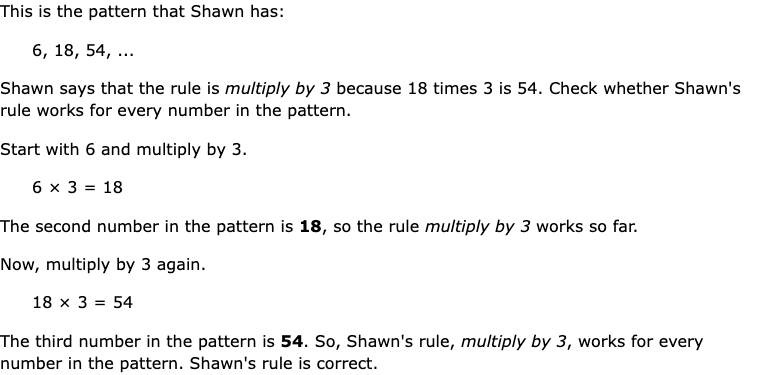 This is the pattern that Shawn has:
6, 18, 54, ...
Shawn says that the rule is multiply by 3 because 18 times 3 is 54. Check whether Shawn's
rule works for every number in the pattern.
Start with 6 and multiply by 3.
6 × 3 = 18
The second number in the pattern is 18, so the rule multiply by 3 works so far.
Now, multiply by 3 again.
18 × 3 = 54
The third number in the pattern is 54. So, Shawn's rule, multiply by 3, works for every
number in the pattern. Shawn's rule is correct.